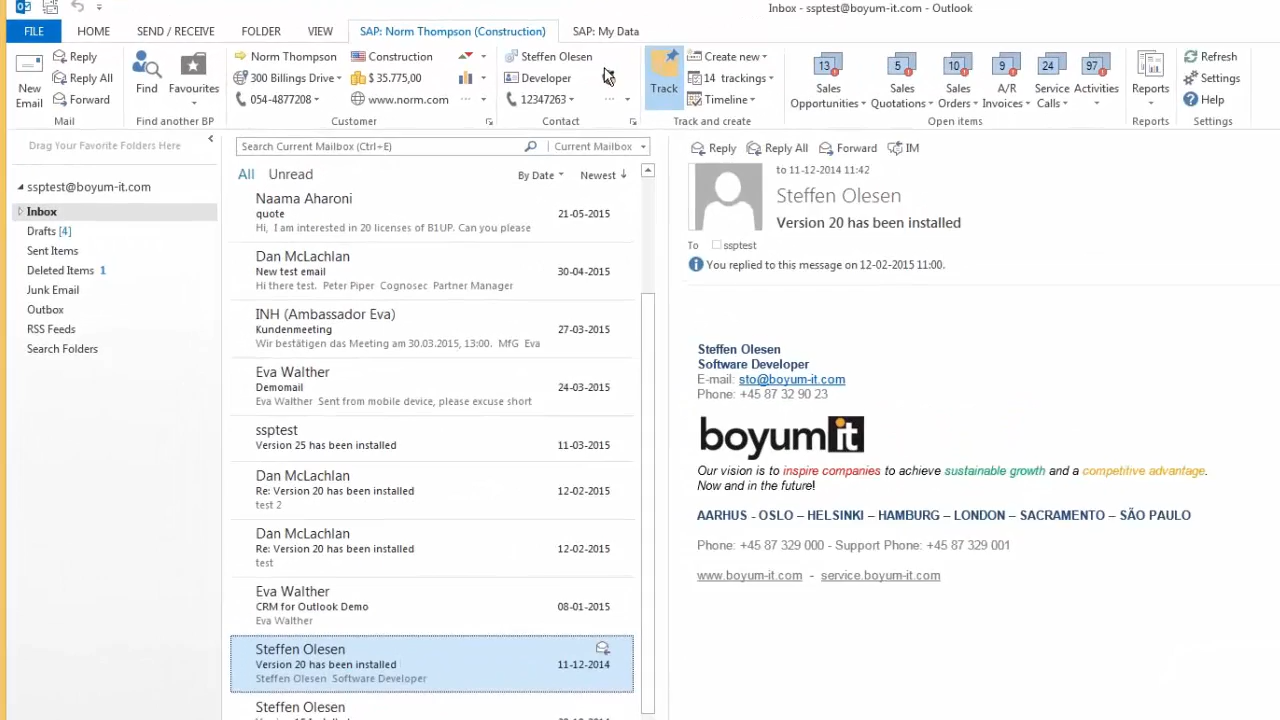 Inbox - ssptest@boyum-it.com - Outlook
FILE HOME SEND / RECEIVE FOLDER VIEW SAP: Norm Thompson (Construction) SAP: My Data
New Email
Reply
Reply All
Forward
Mail
Find
Favourites
Find another BP
Norm Thompson
300 Billings Drive
054-4877208
Construction
$ 35.775,00
www.norm.com
Customer
Steffen Olesen
Developer
12347263
Contact
Track
Create new
14 trackings
Timeline
Track and create
13
Sales
Opportunities
5
Sales
Quotations
10
Sales
Orders
9
A/R
Invoices
24
Service
Calls
97
Activities
Open items
Reports
Reports
Refresh
Settings
Help
Settings
Drag Your Favorite Folders Here
ssptest@boyum-it.com
Inbox
Drafts [4]
Sent Items
Deleted Items 1
Junk Email
Outbox
RSS Feeds
Search Folders
Search Current Mailbox (Ctrl+E) Current Mailbox
All Unread By Date Newest
Naama Aharoni
quote 21-05-2015
Hi, I am interested in 20 licenses of B1UP. Can you please
Dan McLachlan
New test email 30-04-2015
Hi there test. Peter Piper Cognosec Partner Manager
INH (Ambassador Eva)
Kundenmeeting 27-03-2015
Wir bestätigen das Meeting am 30.03.2015, 13:00. MfG Eva
Eva Walther
Demomail 24-03-2015
Eva Walther Sent from mobile device, please excuse short
ssptest
Version 25 has been installed 11-03-2015
Dan McLachlan
Re: Version 20 has been installed 12-02-2015
test 2
Dan McLachlan
Re: Version 20 has been installed 12-02-2015
test
Eva Walther
CRM for Outlook Demo 08-01-2015
Eva Walther
Steffen Olesen
Version 20 has been installed 11-12-2014
Steffen Olesen Software Developer
Steffen Olesen
Reply Reply All Forward IM
to 11-12-2014 11:42
Steffen Olesen
Version 20 has been installed
To ssptest
You replied to this message on 12-02-2015 11:00.
Steffen Olesen
Software Developer
E-mail: sto@boyum-it.com
Phone: +45 87 32 90 23
boyum it
Our vision is to inspire companies to achieve sustainable growth and a competitive advantage.
Now and in the future!
AARHUS - OSLO – HELSINKI – HAMBURG – LONDON – SACRAMENTO – SÃO PAULO
Phone: +45 87 329 000 - Support Phone: +45 87 329 001
www.boyum-it.com - service.boyum-it.com